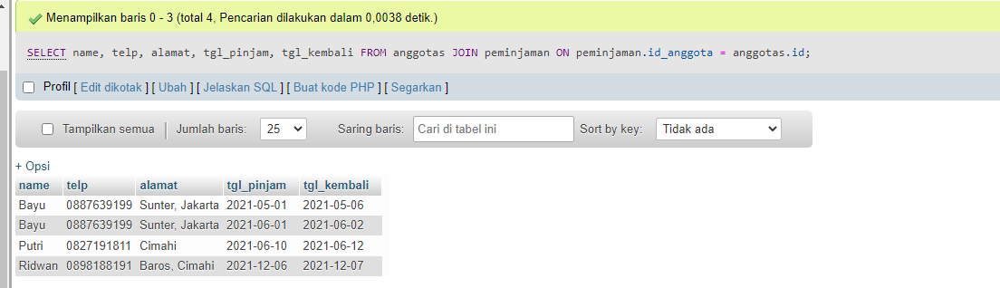 Menampilkan baris 0 - 3 (total 4, Pencarian dilakukan dalam 0,0038 detik.)
SELECT name, telp, alamat, tgl_pinjam, tgl_kembali FROM anggotas JOIN peminjaman ON peminjaman.id_anggota = anggotas.id;
Profil [ Edit dikotak ] [ Ubah ] [ Jelaskan SQL ] [ Buat kode PHP ] [ Segarkan ]
Tampilkan semua | Jumlah baris: 25 Saring baris: Cari di tabel ini Sort by key: Tidak ada
+ Opsi
name telp alamat tgl_pinjam tgl_kembali
Bayu 0887639199 Sunter, Jakarta 2021-05-01 2021-05-06
Bayu 0887639199 Sunter, Jakarta 2021-06-01 2021-06-02
Putri 0827191811 Cimahi 2021-06-10 2021-06-12
Ridwan 0898188191 Baros, Cimahi 2021-12-06 2021-12-07